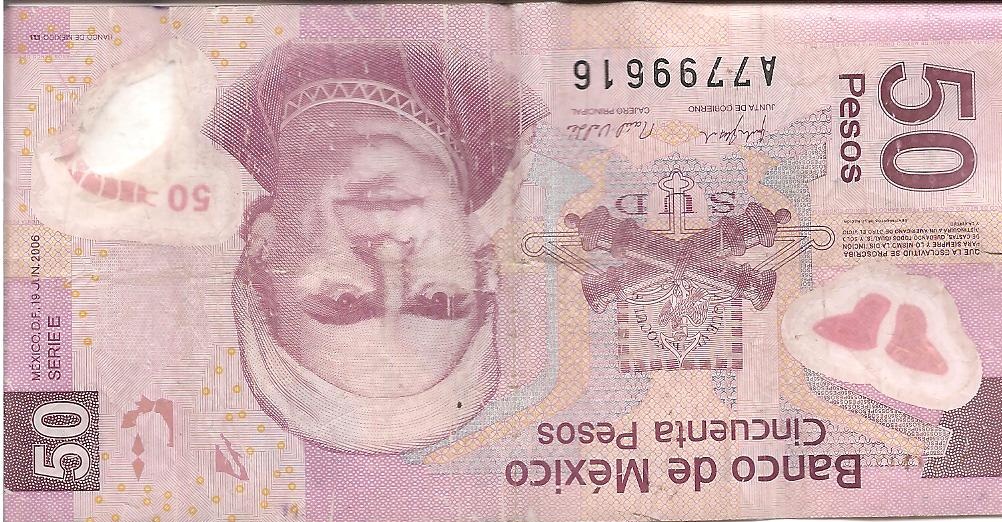 Banco de México
Cincuenta Pesos
50
50
Pesos
QUE LA ESCLAVITUD SE PROSCRIBA
PARA SIEMPRE Y LO MISMO LA DISTINCIÓN
DE CASTAS, QUEDANDO TODOS IGUALES, Y SOLO
DISTINGUIRÁ A UN AMERICANO DE OTRO, EL VICIO
Y LA VIRTUD
SUD
JUNTA DE GOBIERNO
CAJERO PRINCIPAL
A7799616
MÉXICO, D.F. 19 JUN. 2006
SERIE E
50
BANCO DE MÉXICO